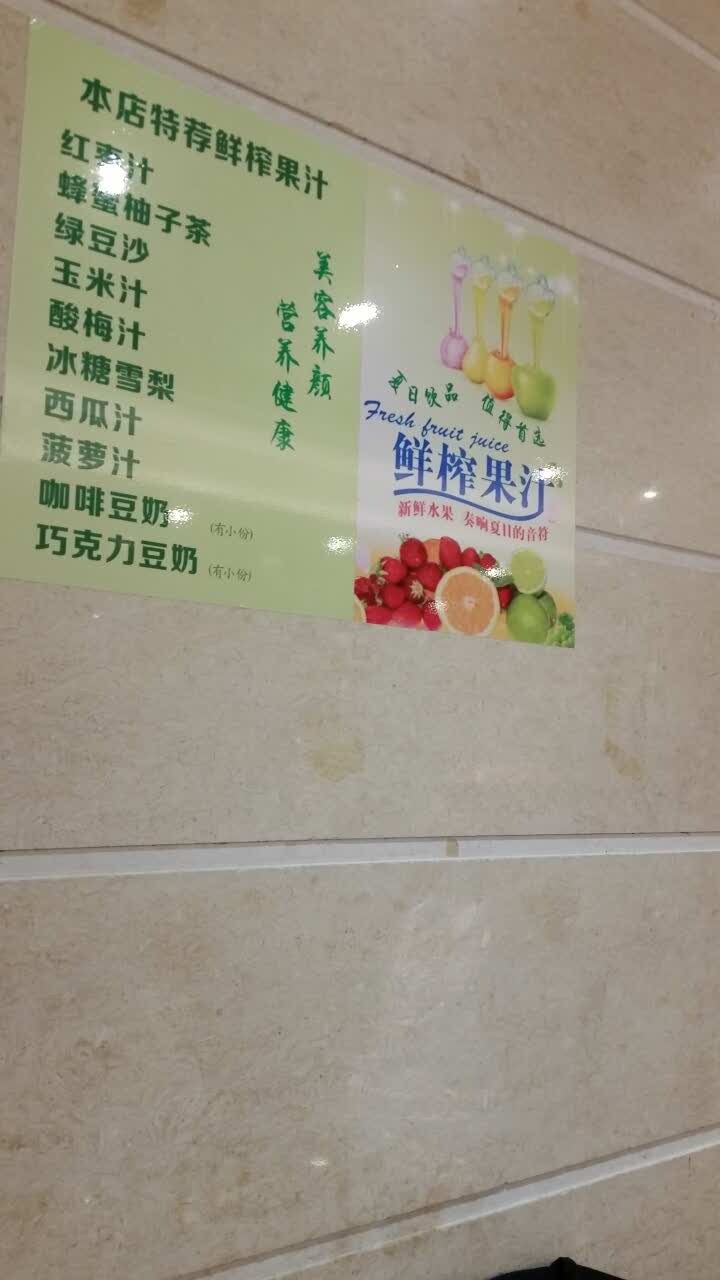 本店特荐鲜榨果汁
红枣汁
蜂蜜柚子茶
绿豆沙
玉米汁
酸梅汁
冰糖雪梨
西瓜汁
菠萝汁
咖啡豆奶 (有小份)
巧克力豆奶 (有小份)
美容养颜
营养健康
每日饮品 值得首选
Fresh fruit juice
鲜榨果汁
新鲜水果 奏响夏日的音符